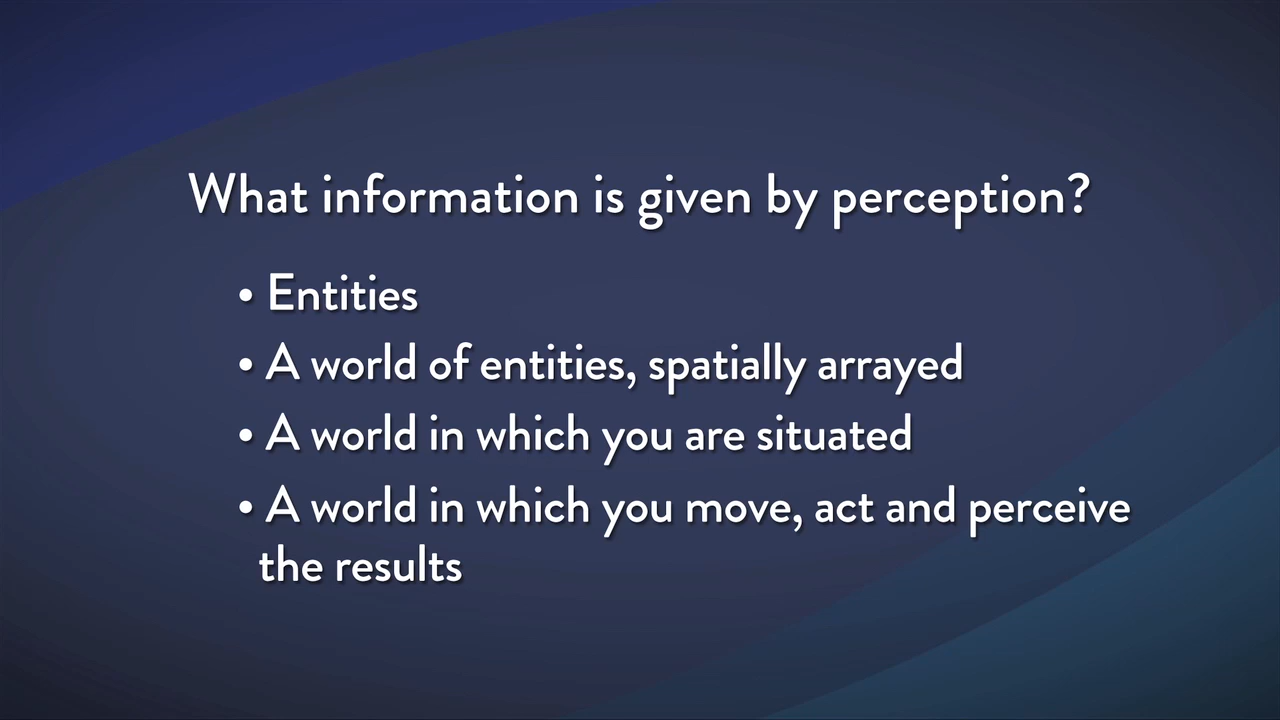 What information is given by perception?
• Entities
• A world of entities, spatially arrayed
• A world in which you are situated
• A world in which you move, act and perceive
the results